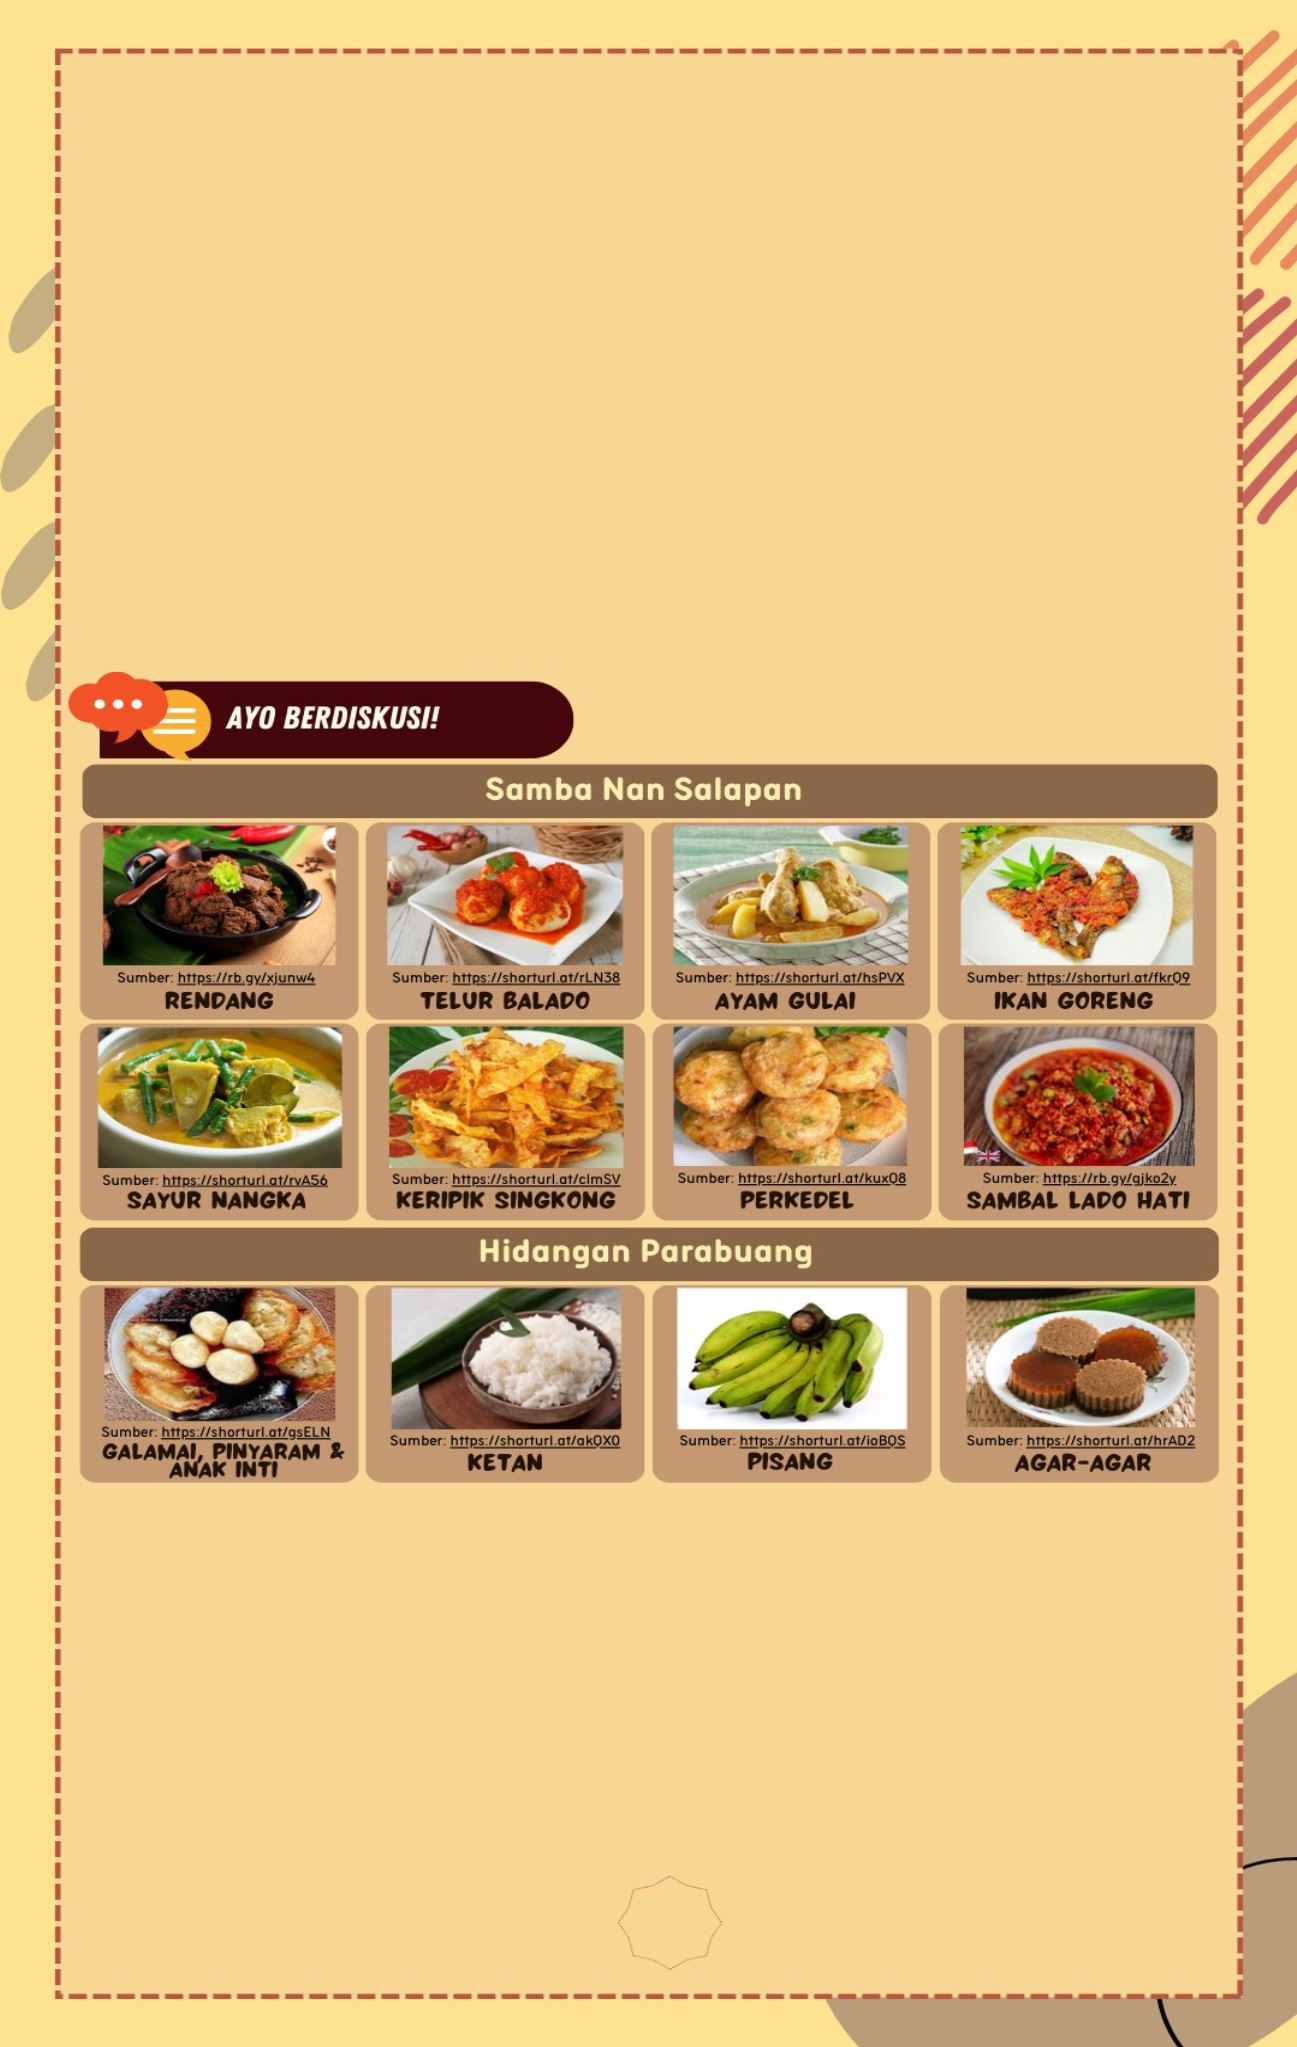 AYO BERDISKUSI!
Samba Nan Salapan
Sumber: https://rb.gy/xjunw4
RENDANG
Sumber: https://shorturl.at/rLN38
TELUR BALADO
Sumber: https://shorturl.at/hsPVX
AYAM GULAI
Sumber: https://shorturl.at/fkrQ9
IKAN GORENG
Sumber: https://shorturl.at/rvA56
SAYUR NANGKA
Sumber: https://shorturl.at/clmSV
KERIPIK SINGKONG
Sumber: https://shorturl.at/kuxQ8
PERKEDEL
Sumber: https://rb.gy/gjko2y
SAMBAL LADO HATI
Hidangan Parabuang
Sumber: https://shorturl.at/gsELN
GALAMAI, PINYARAM &
ANAK INTI
Sumber: https://shorturl.at/akQX0
KETAN
Sumber: https://shorturl.at/ioBQS
PISANG
Sumber: https://shorturl.at/hrAD2
AGAR-AGAR